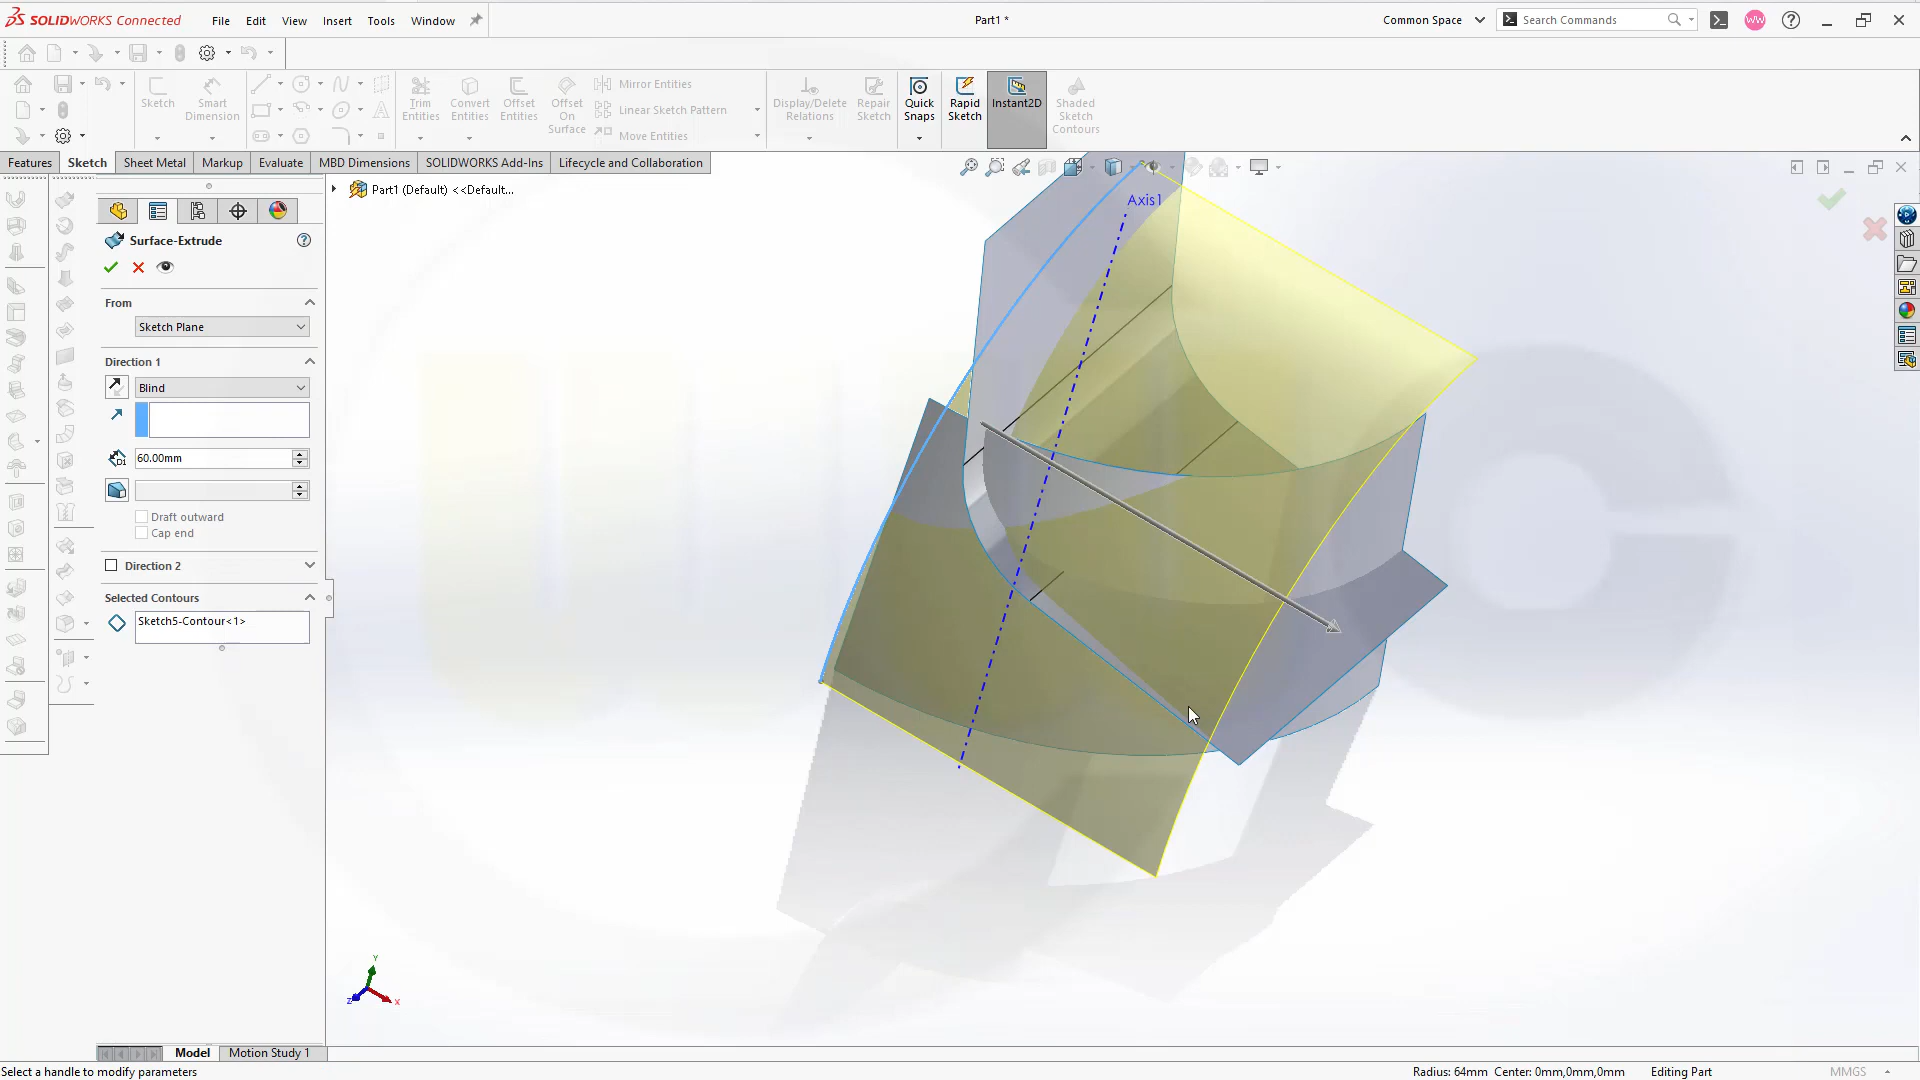 SOLIDWORKS Connected
File Edit View Insert Tools Window
Part1 *
Common Space
Search Commands
WW
Sketch
Smart Dimension
Trim Entities
Convert Entities
Offset Entities
Offset On Surface
Mirror Entities
Linear Sketch Pattern
Move Entities
Display/Delete Relations
Repair Sketch
Quick Snaps
Rapid Sketch
Instant2D
Shaded Sketch Contours
Features Sketch Sheet Metal Markup Evaluate MBD Dimensions SOLIDWORKS Add-Ins Lifecycle and Collaboration
Part1 (Default) <<Default...
Axis1
Surface-Extrude
From
Sketch Plane
Direction 1
Blind
D1
60.00mm
Draft outward
Cap end
Direction 2
Selected Contours
Sketch5-Contour<1>
Y
Z
X
Model Motion Study 1
Select a handle to modify parameters
Radius: 64mm Center: 0mm,0mm,0mm
Editing Part
MMGS